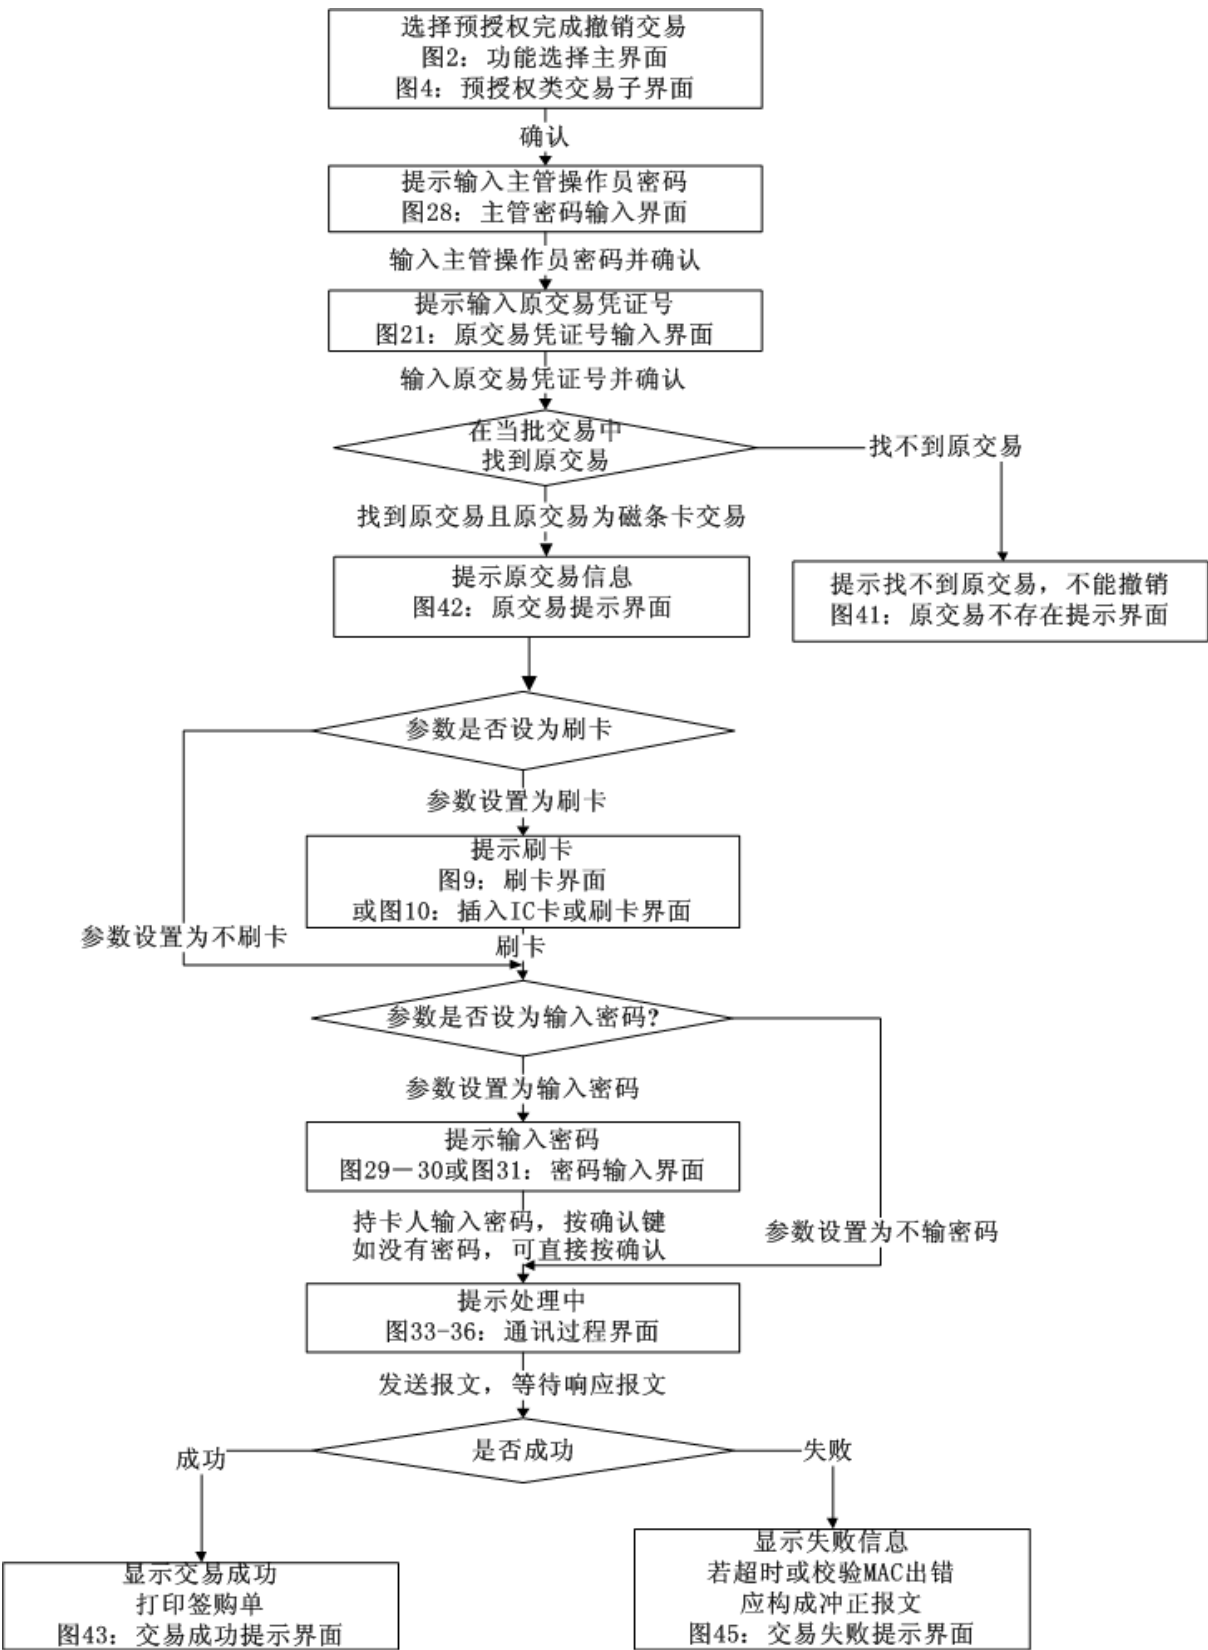 选择预授权完成撤销交易
图2：功能选择主界面
图4：预授权类交易子界面
确认
提示输入主管操作员密码
图28：主管密码输入界面
输入主管操作员密码并确认
提示输入原交易凭证号
图21：原交易凭证号输入界面
输入原交易凭证号并确认
在当批交易中
找到原交易
找不到原交易
找到原交易且原交易为磁条卡交易
提示原交易信息
图42：原交易提示界面
提示找不到原交易，不能撤销
图41：原交易不存在提示界面
参数是否设为刷卡
参数设置为刷卡
提示刷卡
图9：刷卡界面
或图10：插入IC卡或刷卡界面
参数设置为不刷卡
刷卡
参数是否设为输入密码?
参数设置为输入密码
提示输入密码
图29－30或图31：密码输入界面
持卡人输入密码，按确认键
如没有密码，可直接按确认
参数设置为不输密码
提示处理中
图33-36：通讯过程界面
发送报文，等待响应报文
是否成功
成功
失败
显示交易成功
打印签购单
图43：交易成功提示界面
显示失败信息
若超时或校验MAC出错
应构成冲正报文
图45：交易失败提示界面